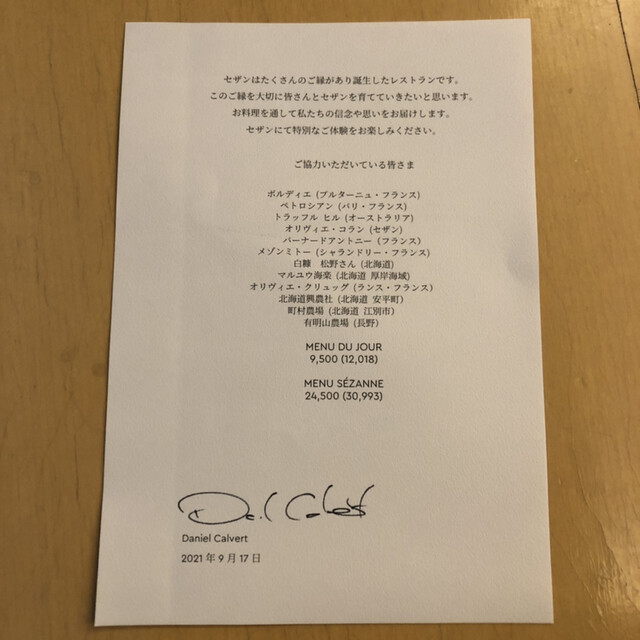 セザンはたくさんのご縁があり誕生したレストランです。
このご縁を大切に皆さんとセザンを育てていきたいと思います。
お料理を通して私たちの信念や思いをお届けします。
セザンにて特別なご体験をお楽しみください。
ご協力いただいている皆さま
ボルディエ (ブルターニュ・フランス)
ペトロシアン (パリ・フランス)
トラッフル ヒル (オーストラリア)
オリヴィエ・コラン (セザン)
バーナードアントニー (フランス)
メゾンミトー (シャランドリー・フランス)
白糠 松野さん (北海道)
マルユウ海楽 (北海道 厚岸海域)
オリヴィエ・クリュッグ (ランス・フランス)
北海道興農社 (北海道 安平町)
町村農場 (北海道 江別市)
有明山農場 (長野)
MENU DU JOUR
9,500 (12,018)
MENU SÉZANNE
24,500 (30,993)
Daniel Calvert
Daniel Calvert
2021 年 9 月 17 日